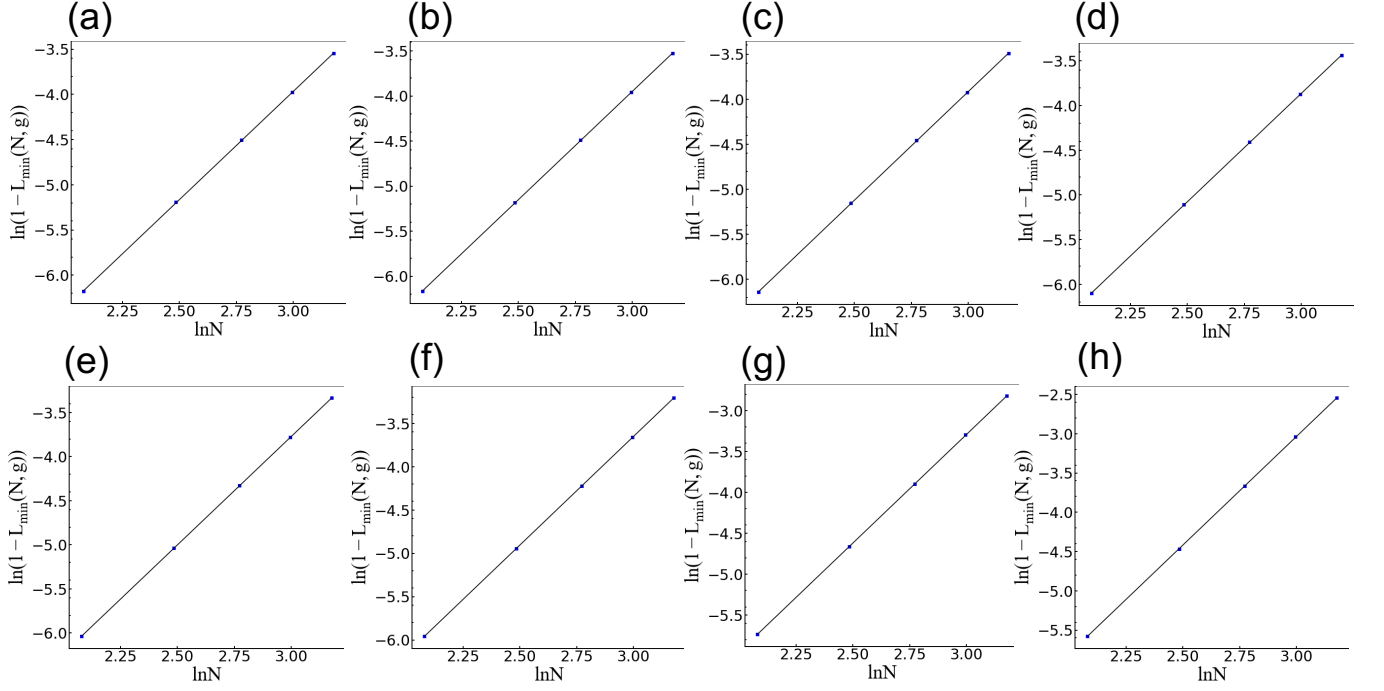 (a) (b) (c) (d)
−3.5 −4.0 −4.5 −5.0 −5.5 −6.0
ln(1 − L_min(N, g))
2.25 2.50 2.75 3.00
lnN
−3.5 −4.0 −4.5 −5.0 −5.5 −6.0
ln(1 − L_min(N, g))
2.25 2.50 2.75 3.00
lnN
−3.5 −4.0 −4.5 −5.0 −5.5 −6.0
ln(1 − L_min(N, g))
2.25 2.50 2.75 3.00
lnN
−3.5 −4.0 −4.5 −5.0 −5.5 −6.0
ln(1 − L_min(N, g))
2.25 2.50 2.75 3.00
lnN
(e) (f) (g) (h)
−3.5 −4.0 −4.5 −5.0 −5.5 −6.0
ln(1 − L_min(N, g))
2.25 2.50 2.75 3.00
lnN
−3.5 −4.0 −4.5 −5.0 −5.5 −6.0
ln(1 − L_min(N, g))
2.25 2.50 2.75 3.00
lnN
−3.0 −3.5 −4.0 −4.5 −5.0 −5.5
ln(1 − L_min(N, g))
2.25 2.50 2.75 3.00
lnN
−2.5 −3.0 −3.5 −4.0 −4.5 −5.0 −5.5
ln(1 − L_min(N, g))
2.25 2.50 2.75 3.00
lnN